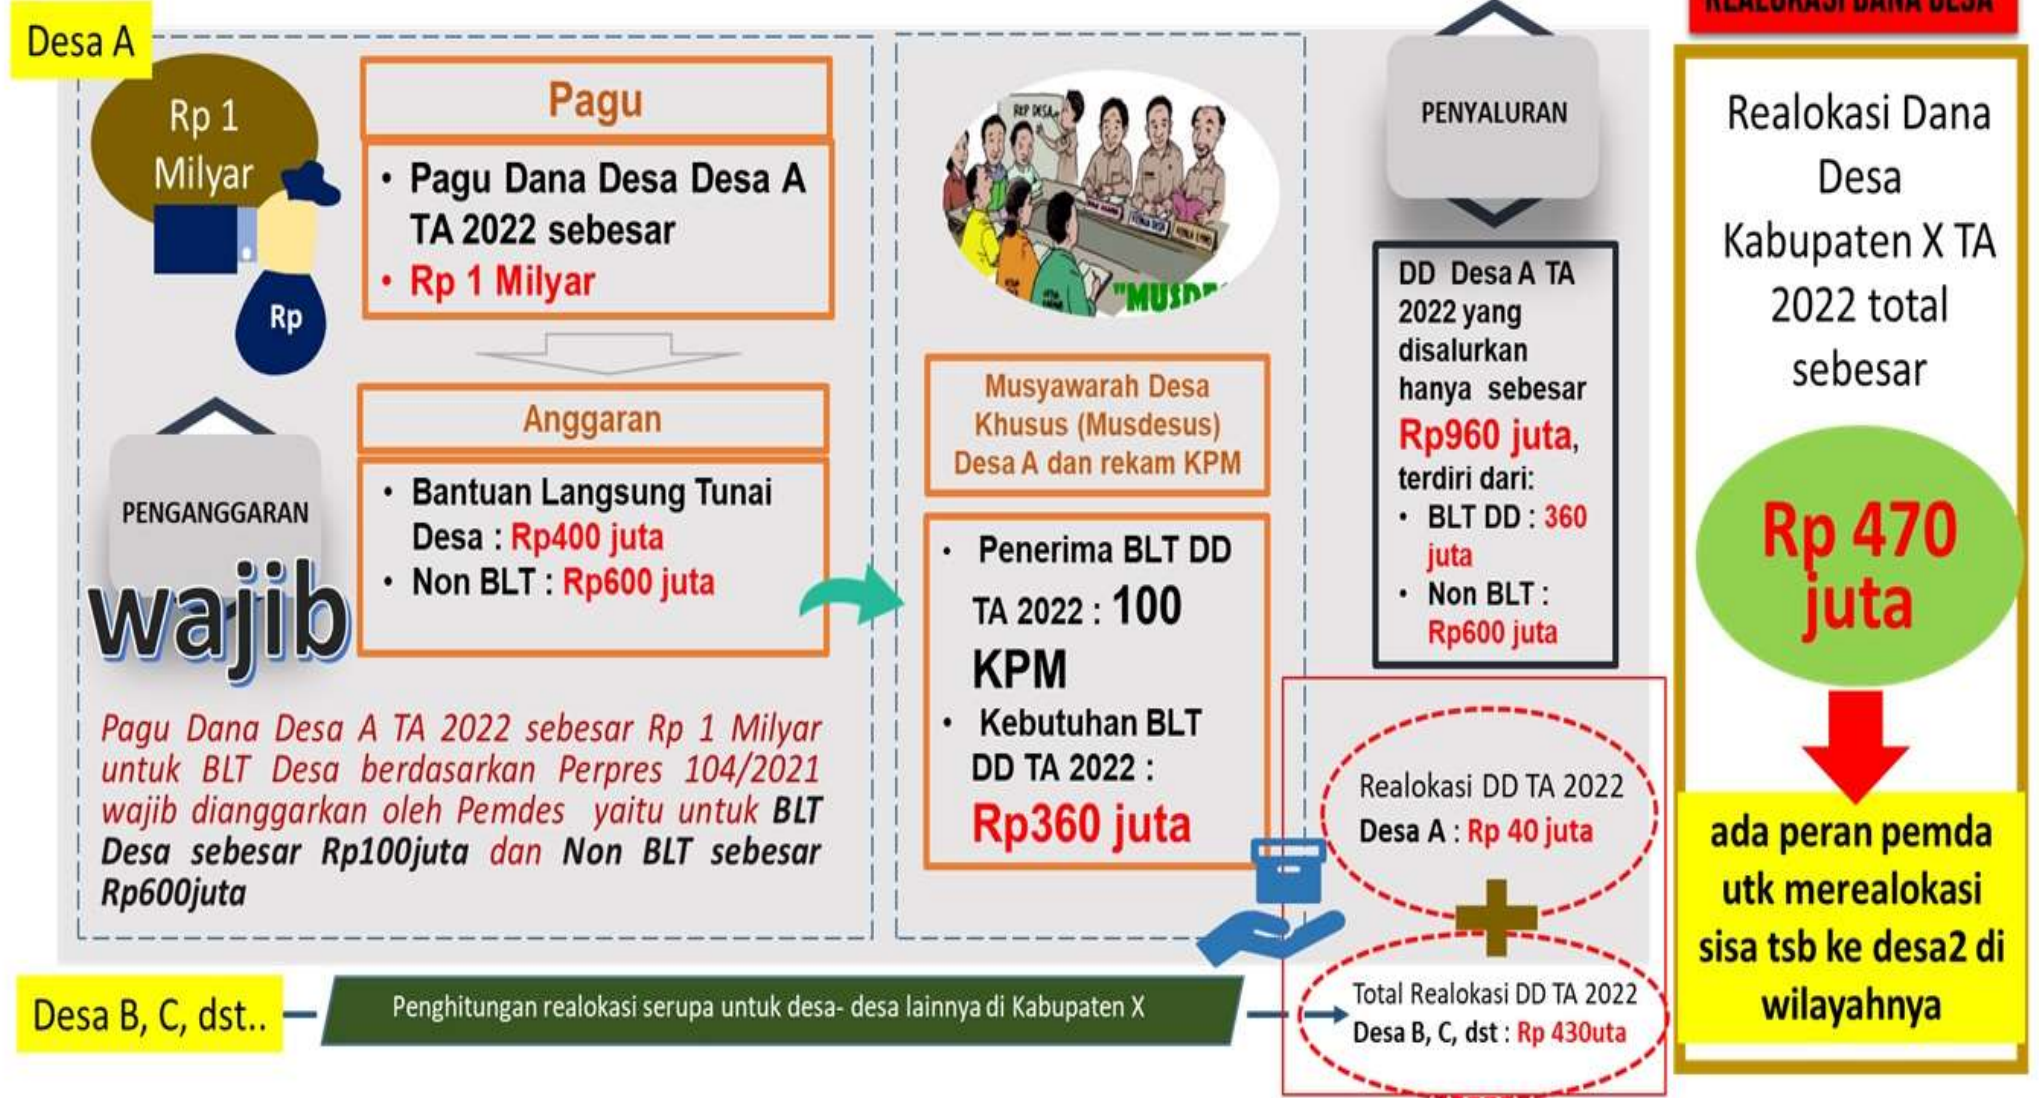 Desa A
Rp 1
Milyar
Rp
Pagu
• Pagu Dana Desa Desa A
TA 2022 sebesar
• Rp 1 Milyar
PENGANGGARAN
wajib
Anggaran
• Bantuan Langsung Tunai
Desa : Rp400 juta
• Non BLT : Rp600 juta
Pagu Dana Desa A TA 2022 sebesar Rp 1 Milyar
untuk BLT Desa berdasarkan Perpres 104/2021
wajib dianggarkan oleh Pemdes yaitu untuk BLT
Desa sebesar Rp100juta dan Non BLT sebesar
Rp600juta
RKP DESA
"MUSDE
Musyawarah Desa
Khusus (Musdesus)
Desa A dan rekam KPM
• Penerima BLT DD
TA 2022 : 100
KPM
• Kebutuhan BLT
DD TA 2022 :
Rp360 juta
PENYALURAN
DD Desa A TA
2022 yang
disalurkan
hanya sebesar
Rp960 juta,
terdiri dari:
• BLT DD : 360
juta
• Non BLT :
Rp600 juta
Realokasi DD TA 2022
Desa A : Rp 40 juta
Desa B, C, dst..
Penghitungan realokasi serupa untuk desa- desa lainnya di Kabupaten X
Total Realokasi DD TA 2022
Desa B, C, dst : Rp 430uta
REALOKASI DANA DESA
Realokasi Dana
Desa
Kabupaten X TA
2022 total
sebesar
Rp 470
juta
ada peran pemda
utk merealokasi
sisa tsb ke desa2 di
wilayahnya